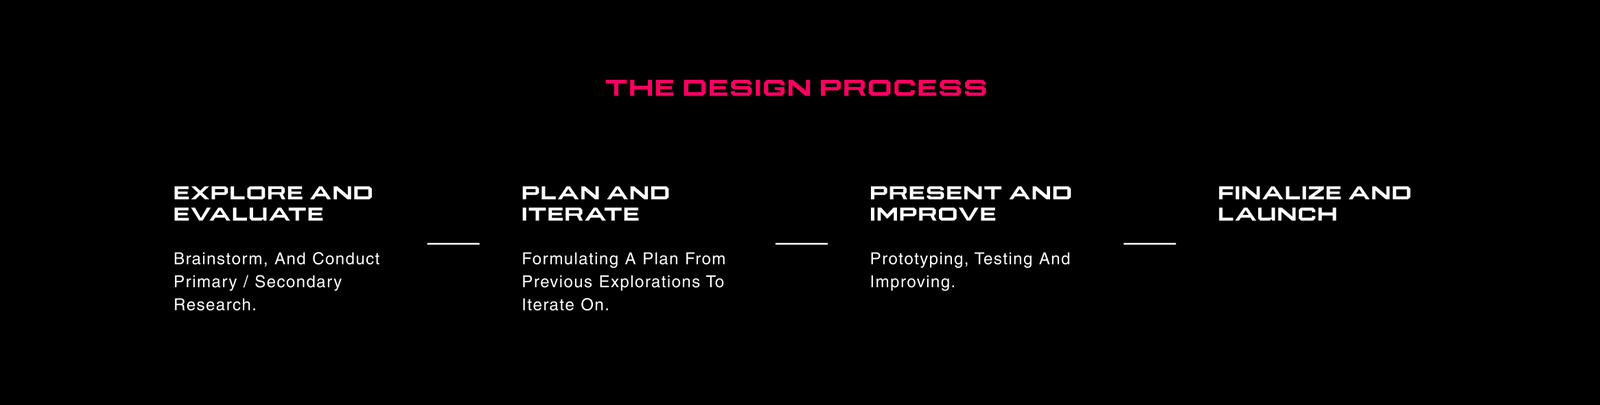 THE DESIGN PROCESS
EXPLORE AND
EVALUATE
Brainstorm, And Conduct
Primary / Secondary
Research.
PLAN AND
ITERATE
Formulating A Plan From
Previous Explorations To
Iterate On.
PRESENT AND
IMPROVE
Prototyping, Testing And
Improving.
FINALIZE AND
LAUNCH